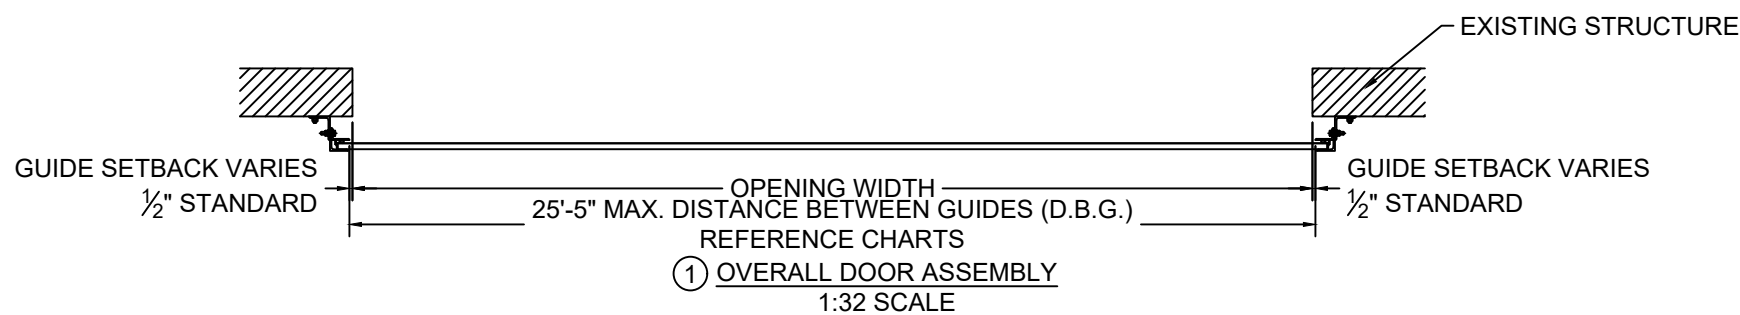 EXISTING STRUCTURE
GUIDE SETBACK VARIES
½" STANDARD
OPENING WIDTH
25'-5" MAX. DISTANCE BETWEEN GUIDES (D.B.G.)
REFERENCE CHARTS
GUIDE SETBACK VARIES
½" STANDARD
1 OVERALL DOOR ASSEMBLY
1:32 SCALE